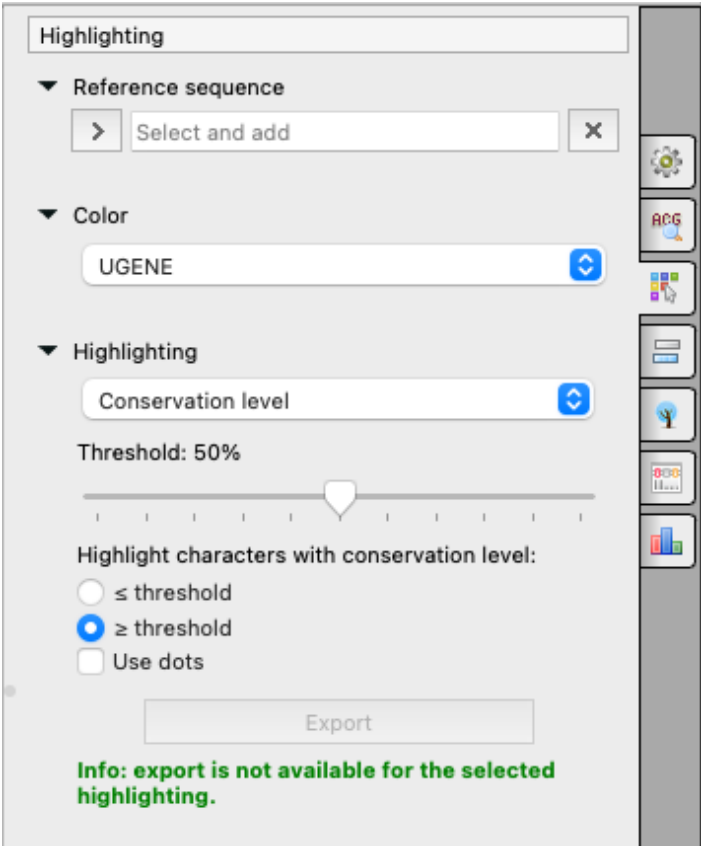 Highlighting
Reference sequence
Select and add
Color
UGENE
Highlighting
Conservation level
Threshold: 50%
Highlight characters with conservation level:
≤ threshold
≥ threshold
Use dots
Export
Info: export is not available for the selected
highlighting.
ACG